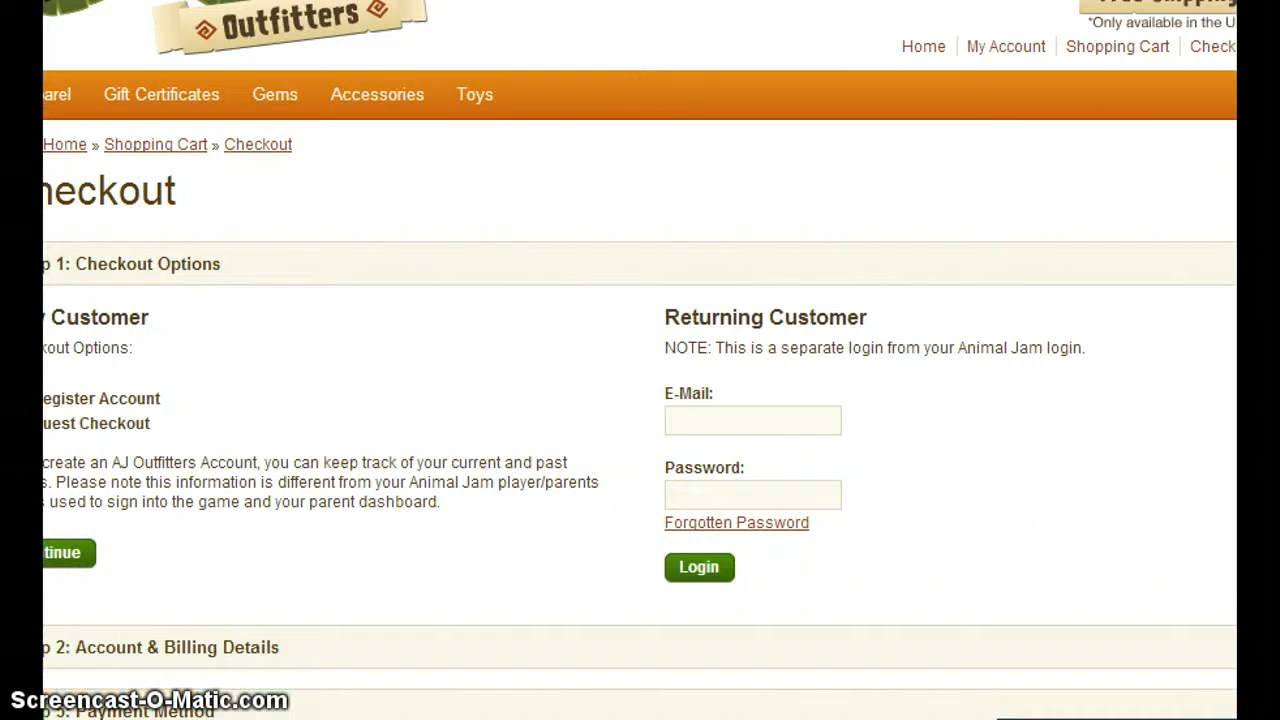 Outfitters
*Only available in the U
Home My Account Shopping Cart Check
arel Gift Certificates Gems Accessories Toys
Home » Shopping Cart » Checkout
heckout
p 1: Checkout Options
Customer
Returning Customer
kout Options:
NOTE: This is a separate login from your Animal Jam login.
egister Account
uest Checkout
E-Mail:
create an AJ Outfitters Account, you can keep track of your current and past
s. Please note this information is different from your Animal Jam player/parents
used to sign into the game and your parent dashboard.
Password:
Forgotten Password
tinue
Login
p 2: Account & Billing Details
p 3: Payment Method
Screencast-O-Matic.com